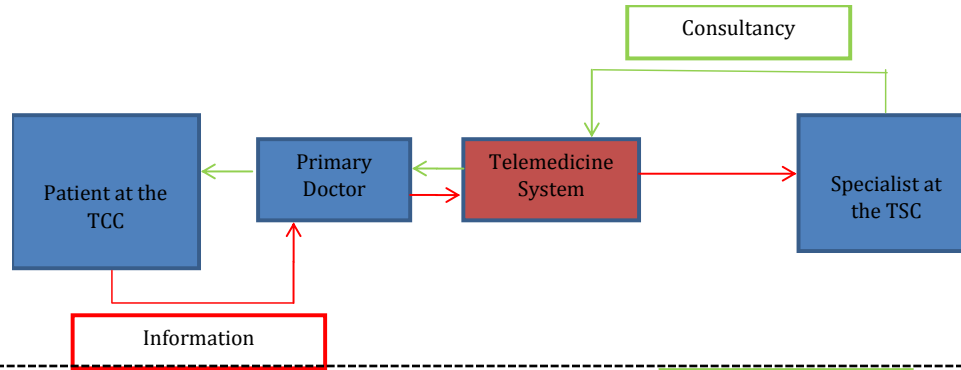 Consultancy
Patient at the
TCC
Primary
Doctor
Telemedicine
System
Specialist at
the TSC
Information